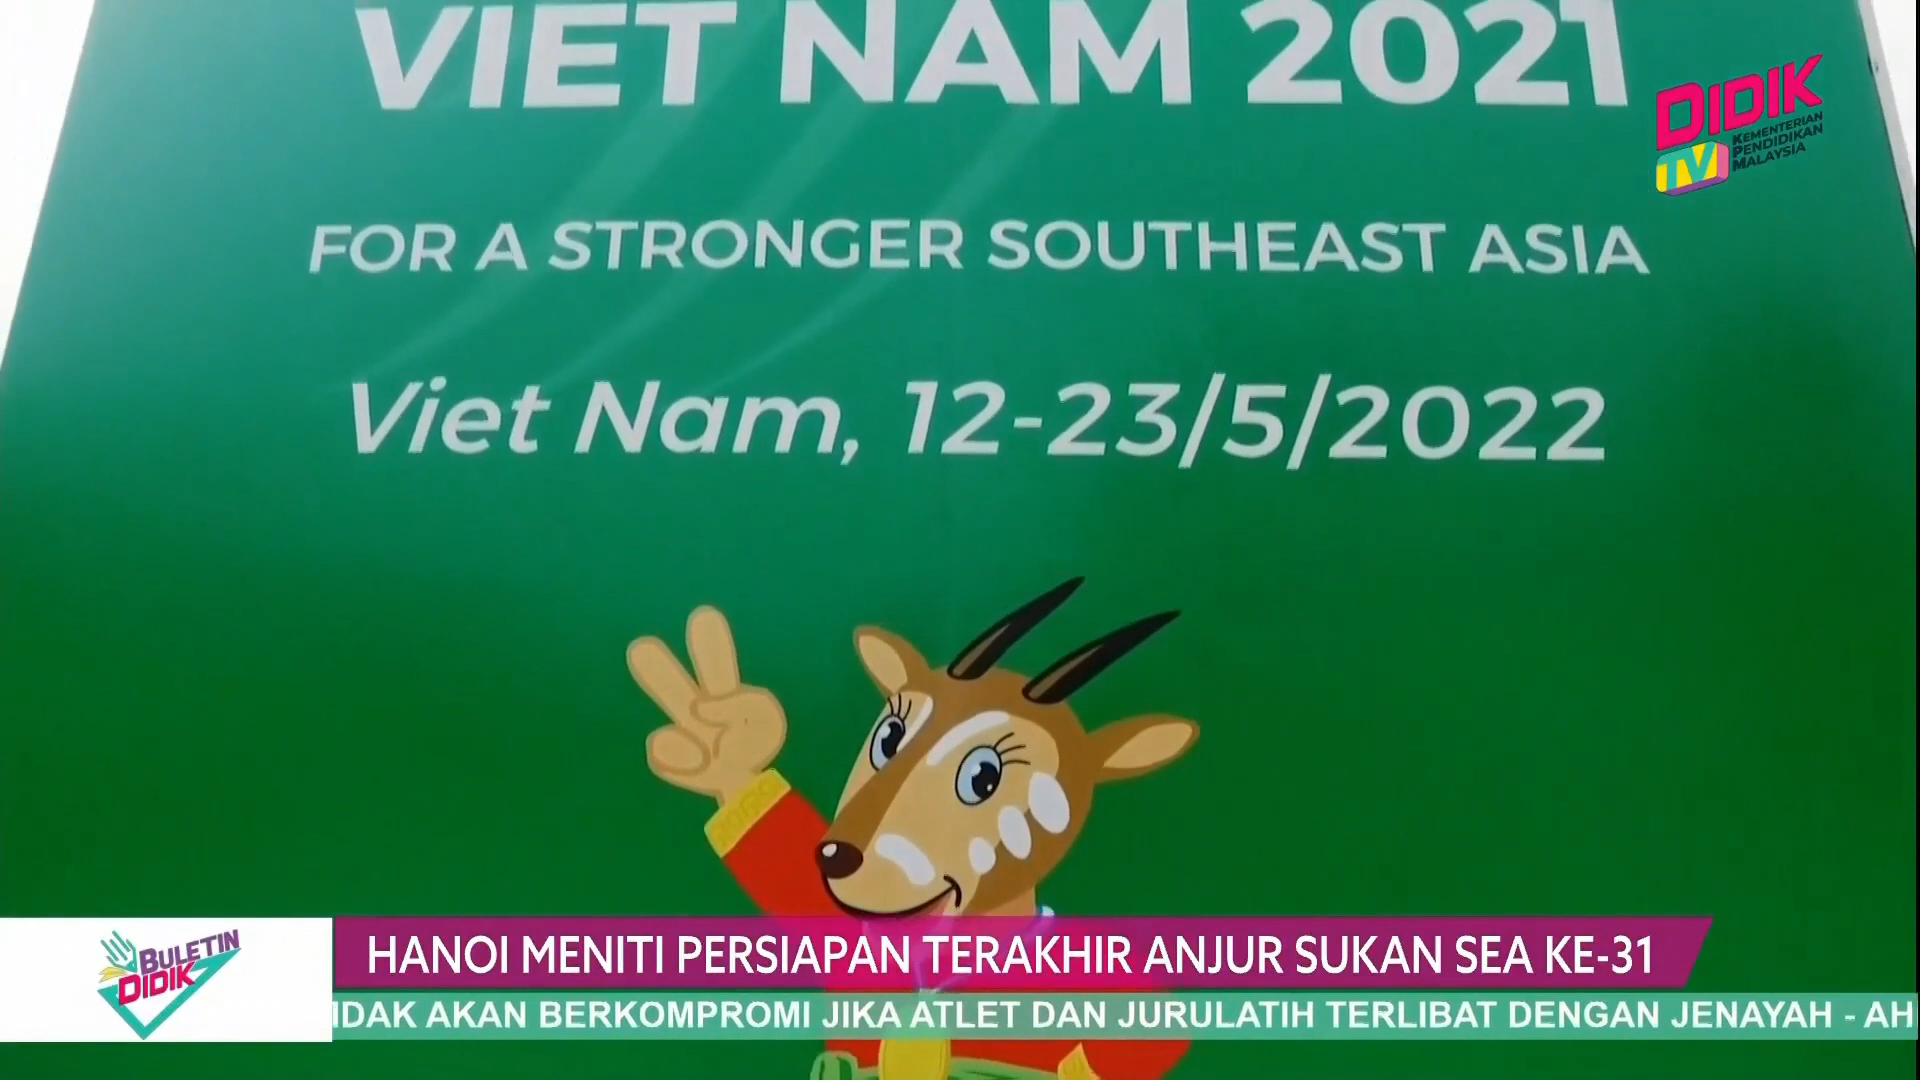 VIET NAM 2021
DIDIK
TV
KEMENTERIAN
PENDIDIKAN
MALAYSIA
FOR A STRONGER SOUTHEAST ASIA
Viet Nam, 12-23/5/2022
BULETIN
DIDIK
HANOI MENITI PERSIAPAN TERAKHIR ANJUR SUKAN SEA KE-31
IDAK AKAN BERKOMPROMI JIKA ATLET DAN JURULATIH TERLIBAT DENGAN JENAYAH - AH